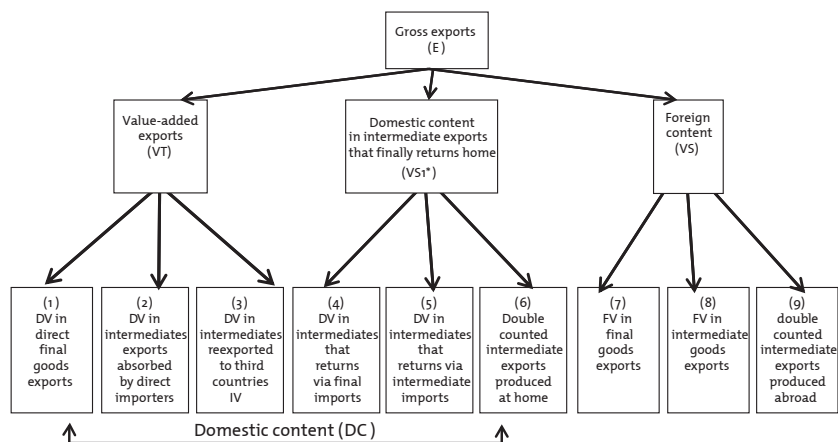 Gross exports
(E)
Value-added
exports
(VT)
Domestic content
in intermediate exports
that finally returns home
(VS1*)
Foreign
content
(VS)
(1)
DV in
direct
final
goods
exports
(2)
DV in
intermediates
exports
absorbed
by direct
importers
(3)
DV in
intermediates
reexported
to third
countries
IV
(4)
DV in
intermediates
that
returns
via final
imports
(5)
DV in
intermediates
that
returns via
intermediate
imports
(6)
Double
counted
intermediate
exports
produced
at home
(7)
FV in
final
goods
exports
(8)
FV in
intermediate
goods
exports
(9)
double
counted
intermediate
exports
produced
abroad
Domestic content (DC)